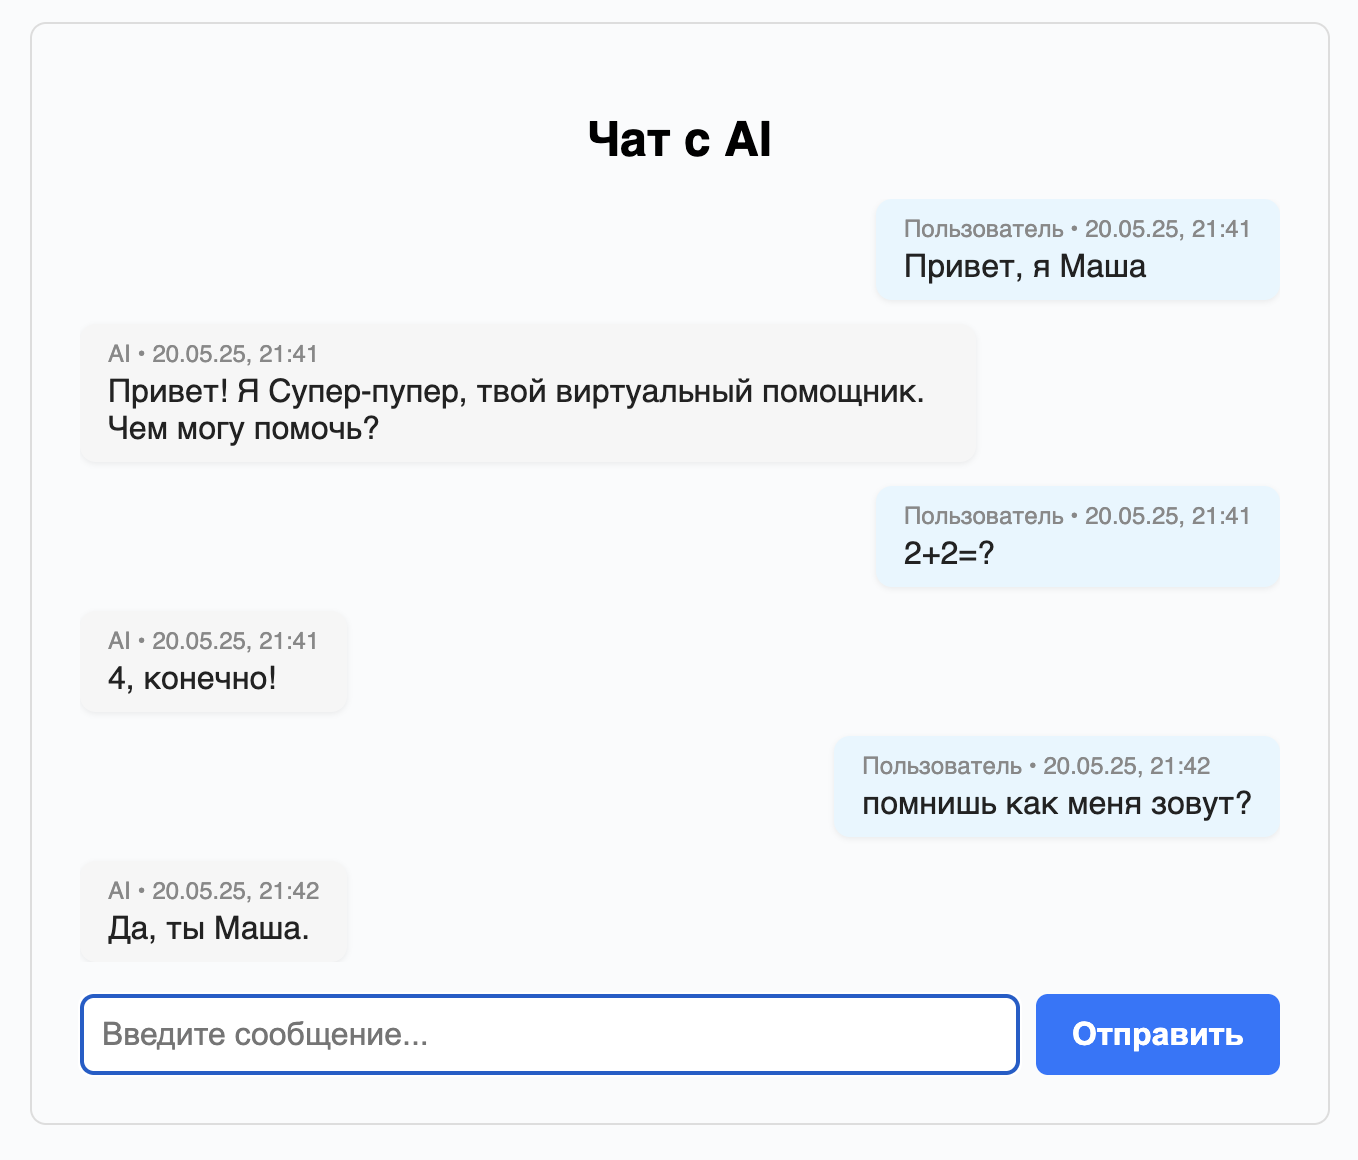 Чат с AI
Пользователь • 20.05.25, 21:41
Привет, я Маша
AI • 20.05.25, 21:41
Привет! Я Супер-пупер, твой виртуальный помощник.
Чем могу помочь?
Пользователь • 20.05.25, 21:41
2+2=?
AI • 20.05.25, 21:41
4, конечно!
Пользователь • 20.05.25, 21:42
помнишь как меня зовут?
AI • 20.05.25, 21:42
Да, ты Маша.
Введите сообщение...
Отправить